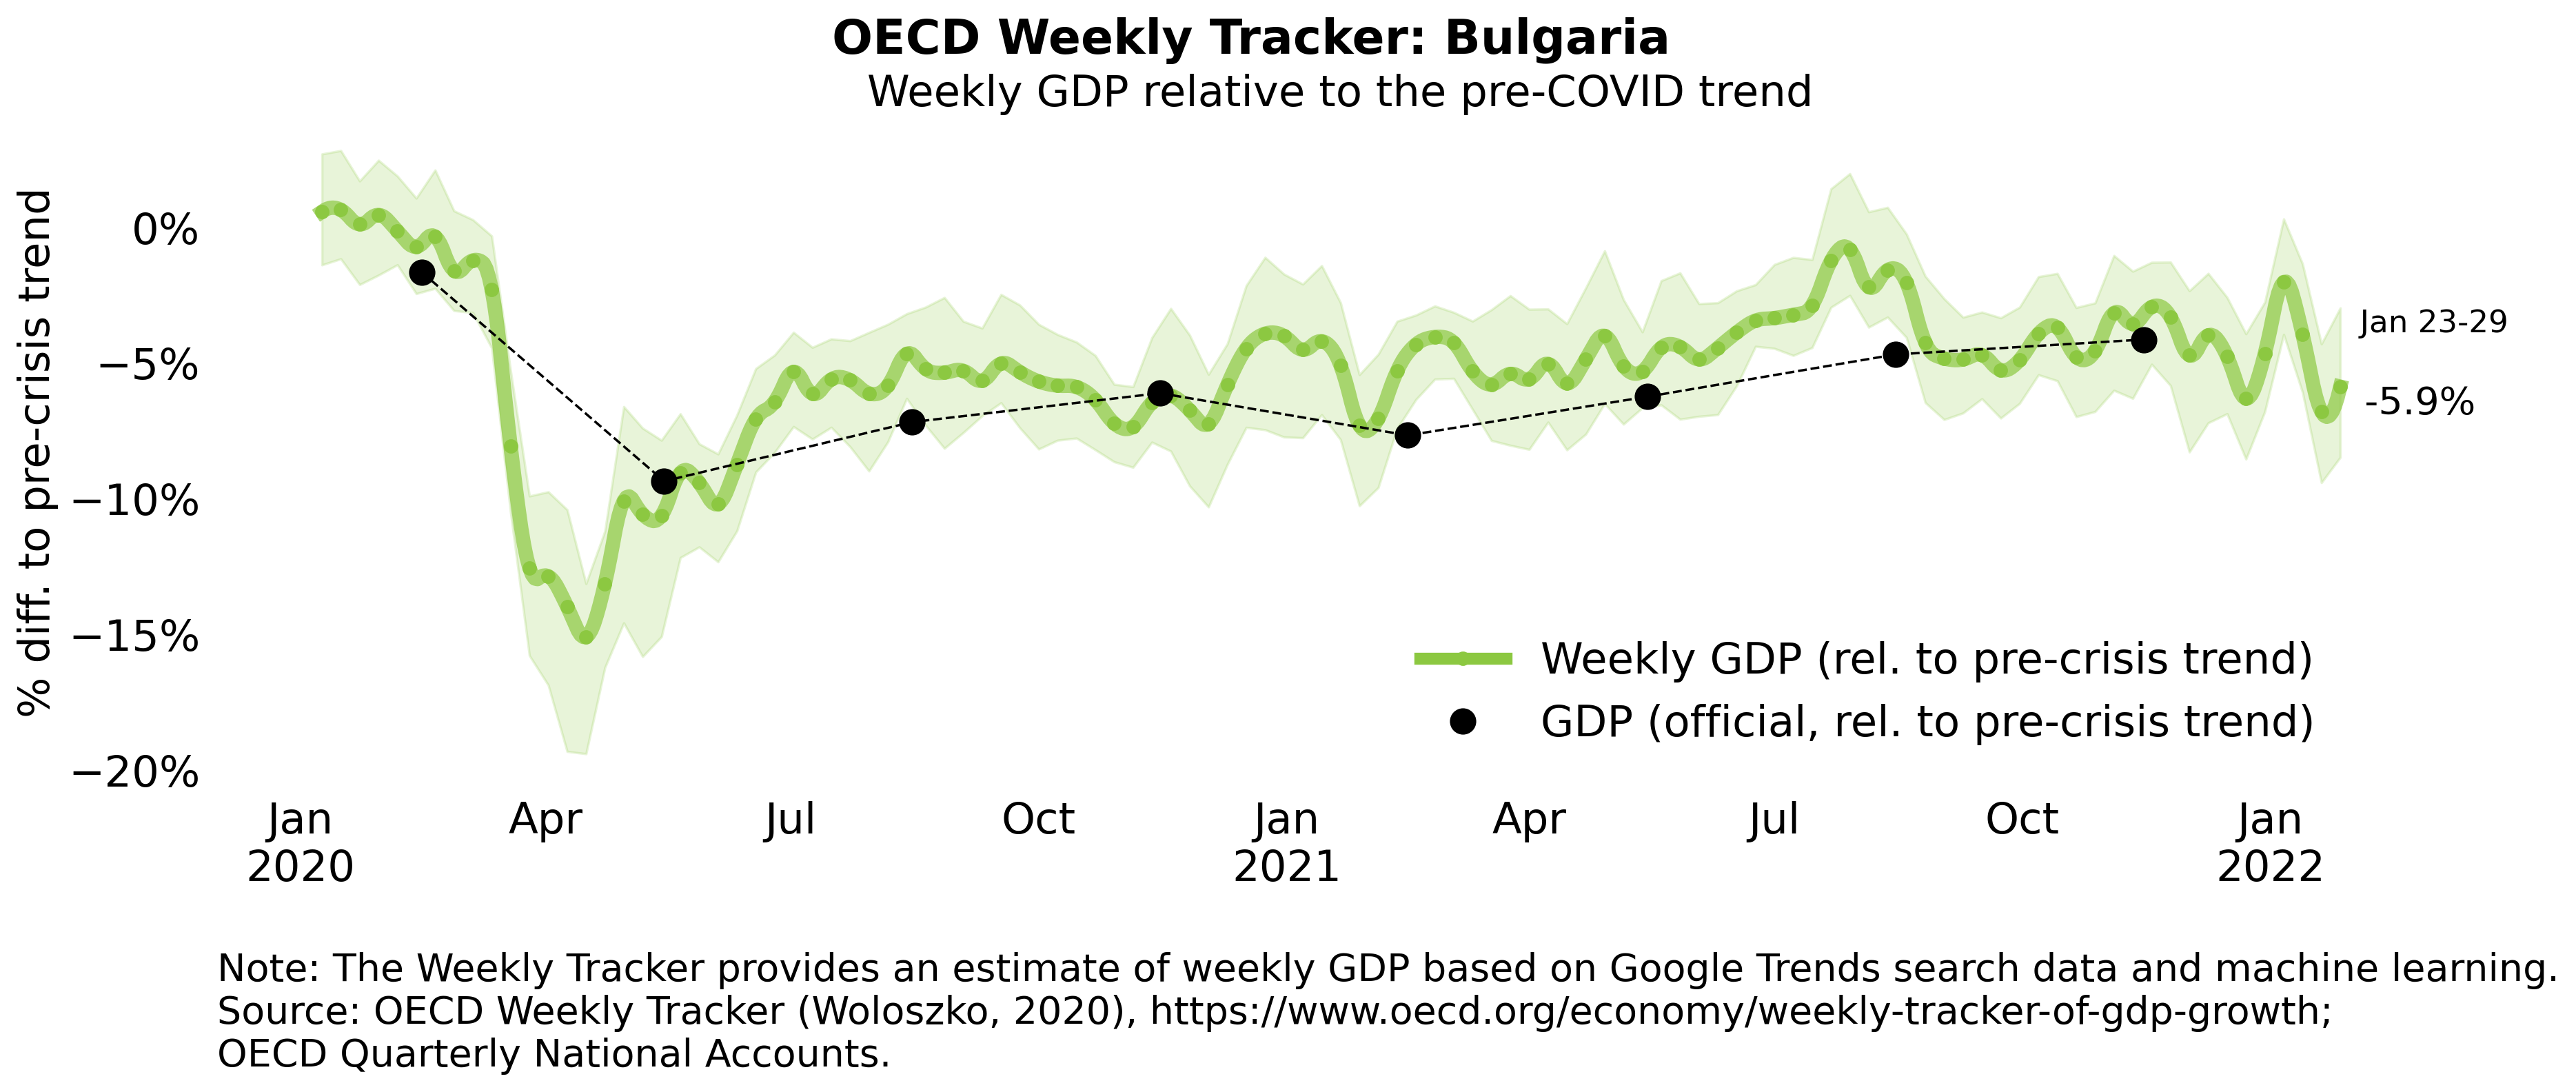 OECD Weekly Tracker: Bulgaria
Weekly GDP relative to the pre-COVID trend
% diff. to pre-crisis trend
0%
−5%
−10%
−15%
−20%
Jan 23-29
-5.9%
Weekly GDP (rel. to pre-crisis trend)
GDP (official, rel. to pre-crisis trend)
Jan Apr Jul Oct Jan Apr Jul Oct Jan
2020 2021 2022
Note: The Weekly Tracker provides an estimate of weekly GDP based on Google Trends search data and machine learning.
Source: OECD Weekly Tracker (Woloszko, 2020), https://www.oecd.org/economy/weekly-tracker-of-gdp-growth;
OECD Quarterly National Accounts.